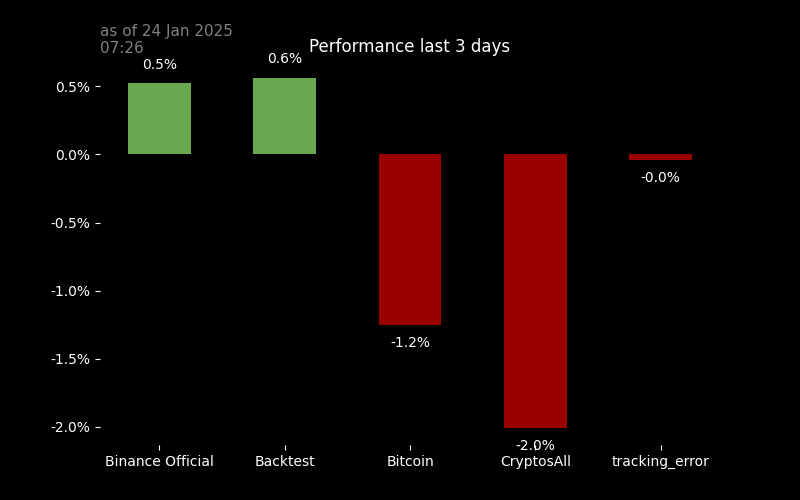 as of 24 Jan 2025
07:26
Performance last 3 days
0.5%
0.6%
0.5%
0.0%
-0.0%
-0.5%
-1.0%
-1.2%
-1.5%
-2.0%
-2.0%
Binance Official
Backtest
Bitcoin
CryptosAll
tracking_error